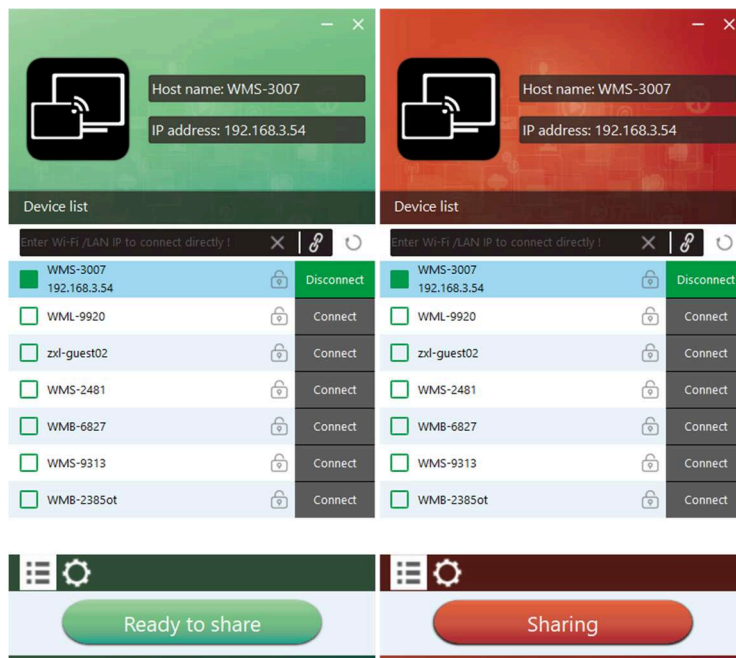 Host name: WMS-3007
IP address: 192.168.3.54
Device list
Enter Wi-Fi /LAN IP to connect directly !
WMS-3007
192.168.3.54
Disconnect
WML-9920
Connect
zxl-guest02
Connect
WMS-2481
Connect
WMB-6827
Connect
WMS-9313
Connect
WMB-2385ot
Connect
Ready to share
Host name: WMS-3007
IP address: 192.168.3.54
Device list
Enter Wi-Fi /LAN IP to connect directly !
WMS-3007
192.168.3.54
Disconnect
WML-9920
Connect
zxl-guest02
Connect
WMS-2481
Connect
WMB-6827
Connect
WMS-9313
Connect
WMB-2385ot
Connect
Sharing